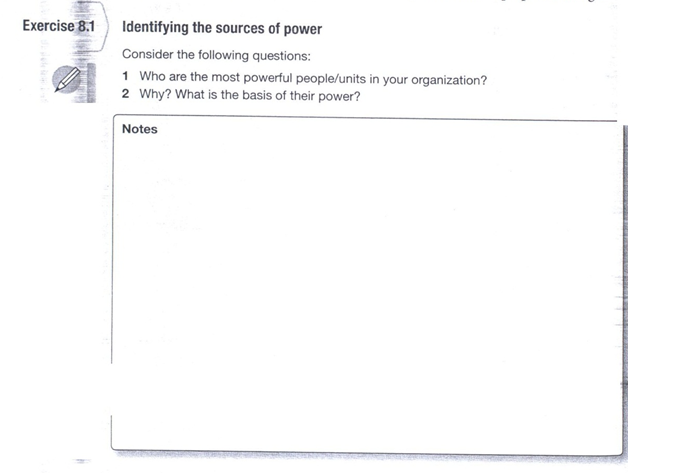 Exercise 8.1 Identifying the sources of power
Consider the following questions:
1 Who are the most powerful people/units in your organization?
2 Why? What is the basis of their power?
Notes